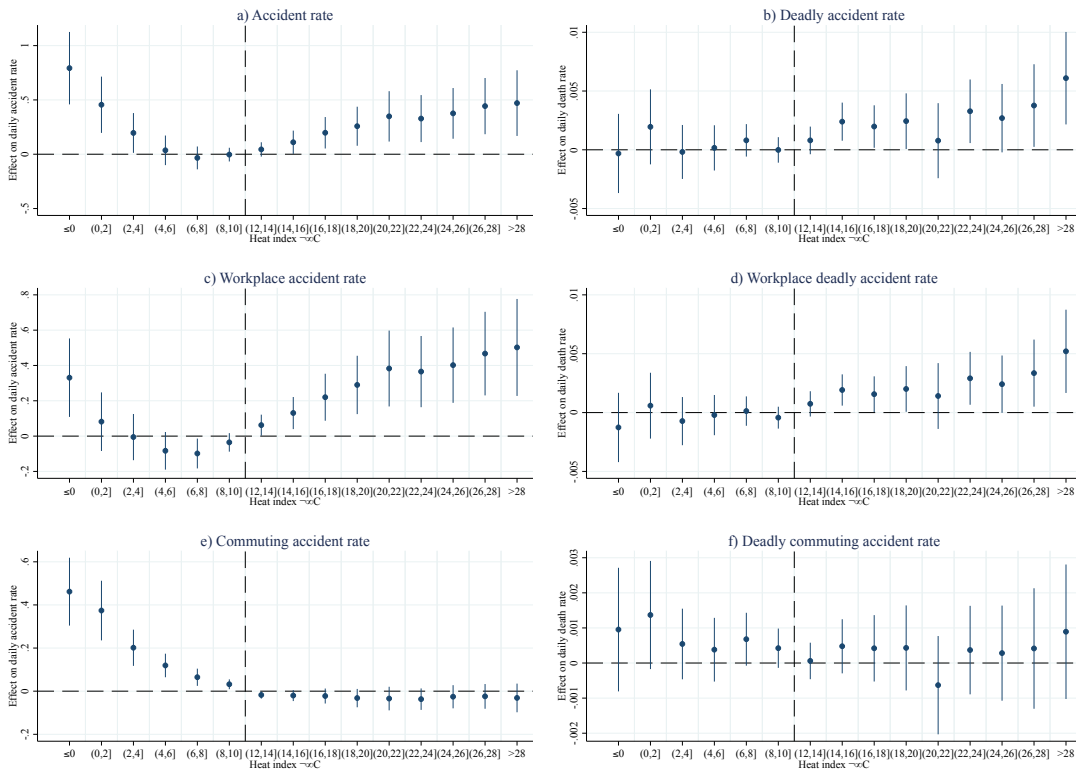 a) Accident rate
Effect on daily accident rate
1
.5
0
-.5
≤0 (0,2] (2,4] (4,6] (6,8] (8,10] (12,14] (14,16] (16,18] (18,20] (20,22] (22,24] (24,26] (26,28] >28
Heat index ¬∞C
b) Deadly accident rate
Effect on daily death rate
.01
.005
0
-.005
≤0 (0,2] (2,4] (4,6] (6,8] (8,10] (12,14] (14,16] (16,18] (18,20] (20,22] (22,24] (24,26] (26,28] >28
Heat index ¬∞C
c) Workplace accident rate
Effect on daily accident rate
.8
.6
.4
.2
0
-.2
≤0 (0,2] (2,4] (4,6] (6,8] (8,10] (12,14] (14,16] (16,18] (18,20] (20,22] (22,24] (24,26] (26,28] >28
Heat index ¬∞C
d) Workplace deadly accident rate
Effect on daily death rate
.01
.005
0
-.005
≤0 (0,2] (2,4] (4,6] (6,8] (8,10] (12,14] (14,16] (16,18] (18,20] (20,22] (22,24] (24,26] (26,28] >28
Heat index ¬∞C
e) Commuting accident rate
Effect on daily accident rate
.6
.4
.2
0
-.2
≤0 (0,2] (2,4] (4,6] (6,8] (8,10] (12,14] (14,16] (16,18] (18,20] (20,22] (22,24] (24,26] (26,28] >28
Heat index ¬∞C
f) Deadly commuting accident rate
Effect on daily death rate
.003
.002
.001
0
-.001
-.002
≤0 (0,2] (2,4] (4,6] (6,8] (8,10] (12,14] (14,16] (16,18] (18,20] (20,22] (22,24] (24,26] (26,28] >28
Heat index ¬∞C